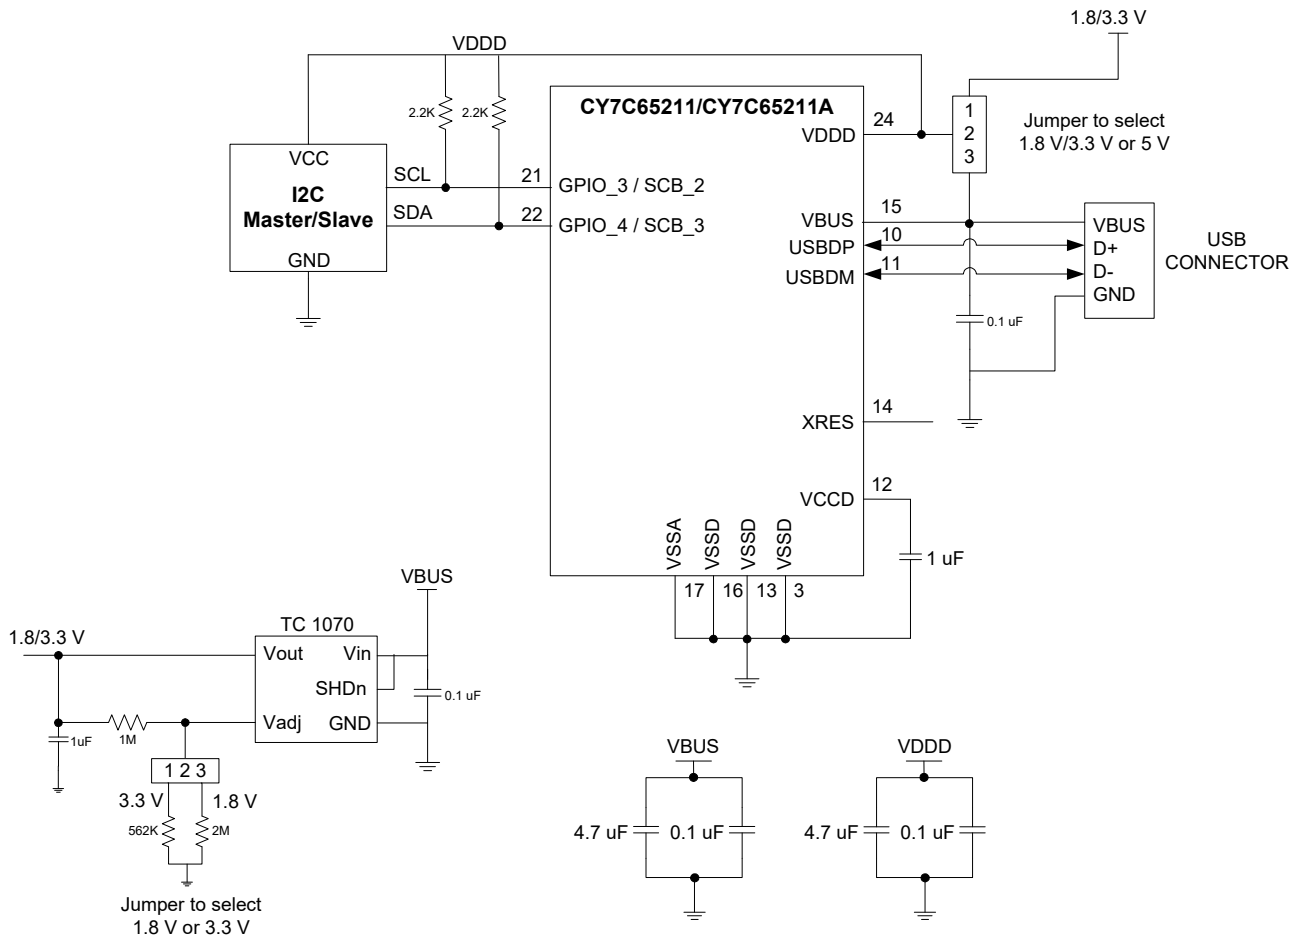 1.8/3.3 V
VDDD
CY7C65211/CY7C65211A
2.2K
2.2K
VDDD
24
1
2
3
Jumper to select
1.8 V/3.3 V or 5 V
VCC
I2C
Master/Slave
GND
SCL
SDA
21
22
GPIO_3 / SCB_2
GPIO_4 / SCB_3
VBUS
15
USBDP
10
USBDM
11
VBUS
D+
D-
GND
USB
CONNECTOR
0.1 uF
XRES
14
VCCD
12
1 uF
VSSA
VSSD
VSSD
VSSD
17
16
13
3
VBUS
1.8/3.3 V
TC 1070
Vout
Vin
SHDn
Vadj
GND
0.1 uF
1uF
1M
1 2 3
3.3 V
1.8 V
562K
2M
Jumper to select
1.8 V or 3.3 V
VBUS
4.7 uF
0.1 uF
VDDD
4.7 uF
0.1 uF